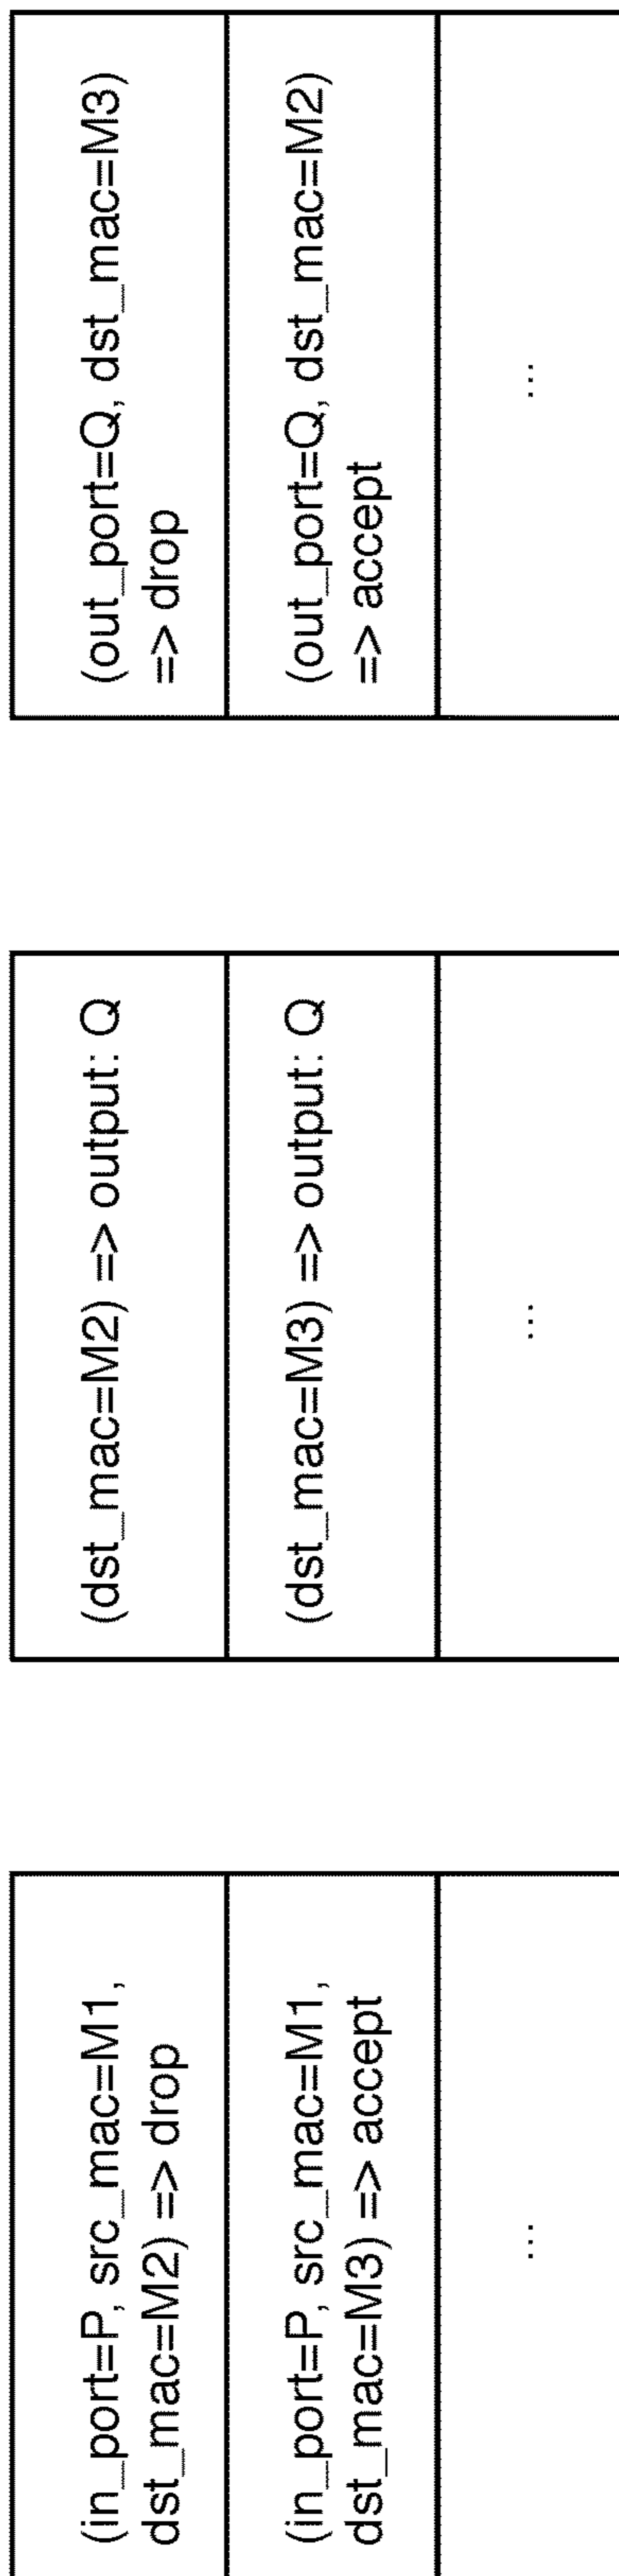 (in_port=P, src_mac=M1,
dst_mac=M2) => drop
(in_port=P, src_mac=M1,
dst_mac=M3) => accept
...
(dst_mac=M2) => output: Q
(dst_mac=M3) => output: Q
...
(out_port=Q, dst_mac=M3)
=> drop
(out_port=Q, dst_mac=M2)
=> accept
...